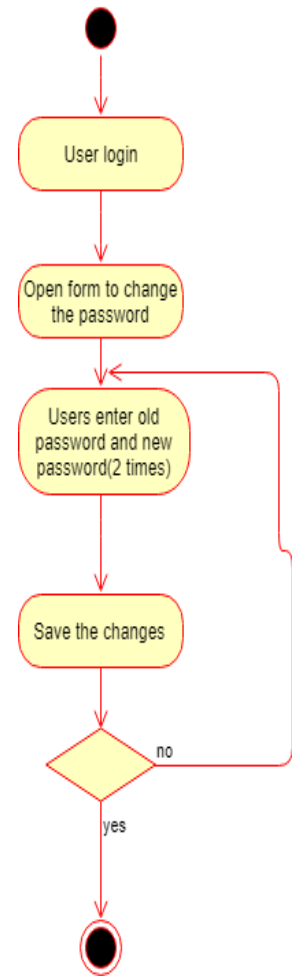 User login
Open form to change
the password
Users enter old
password and new
password(2 times)
Save the changes
no
yes